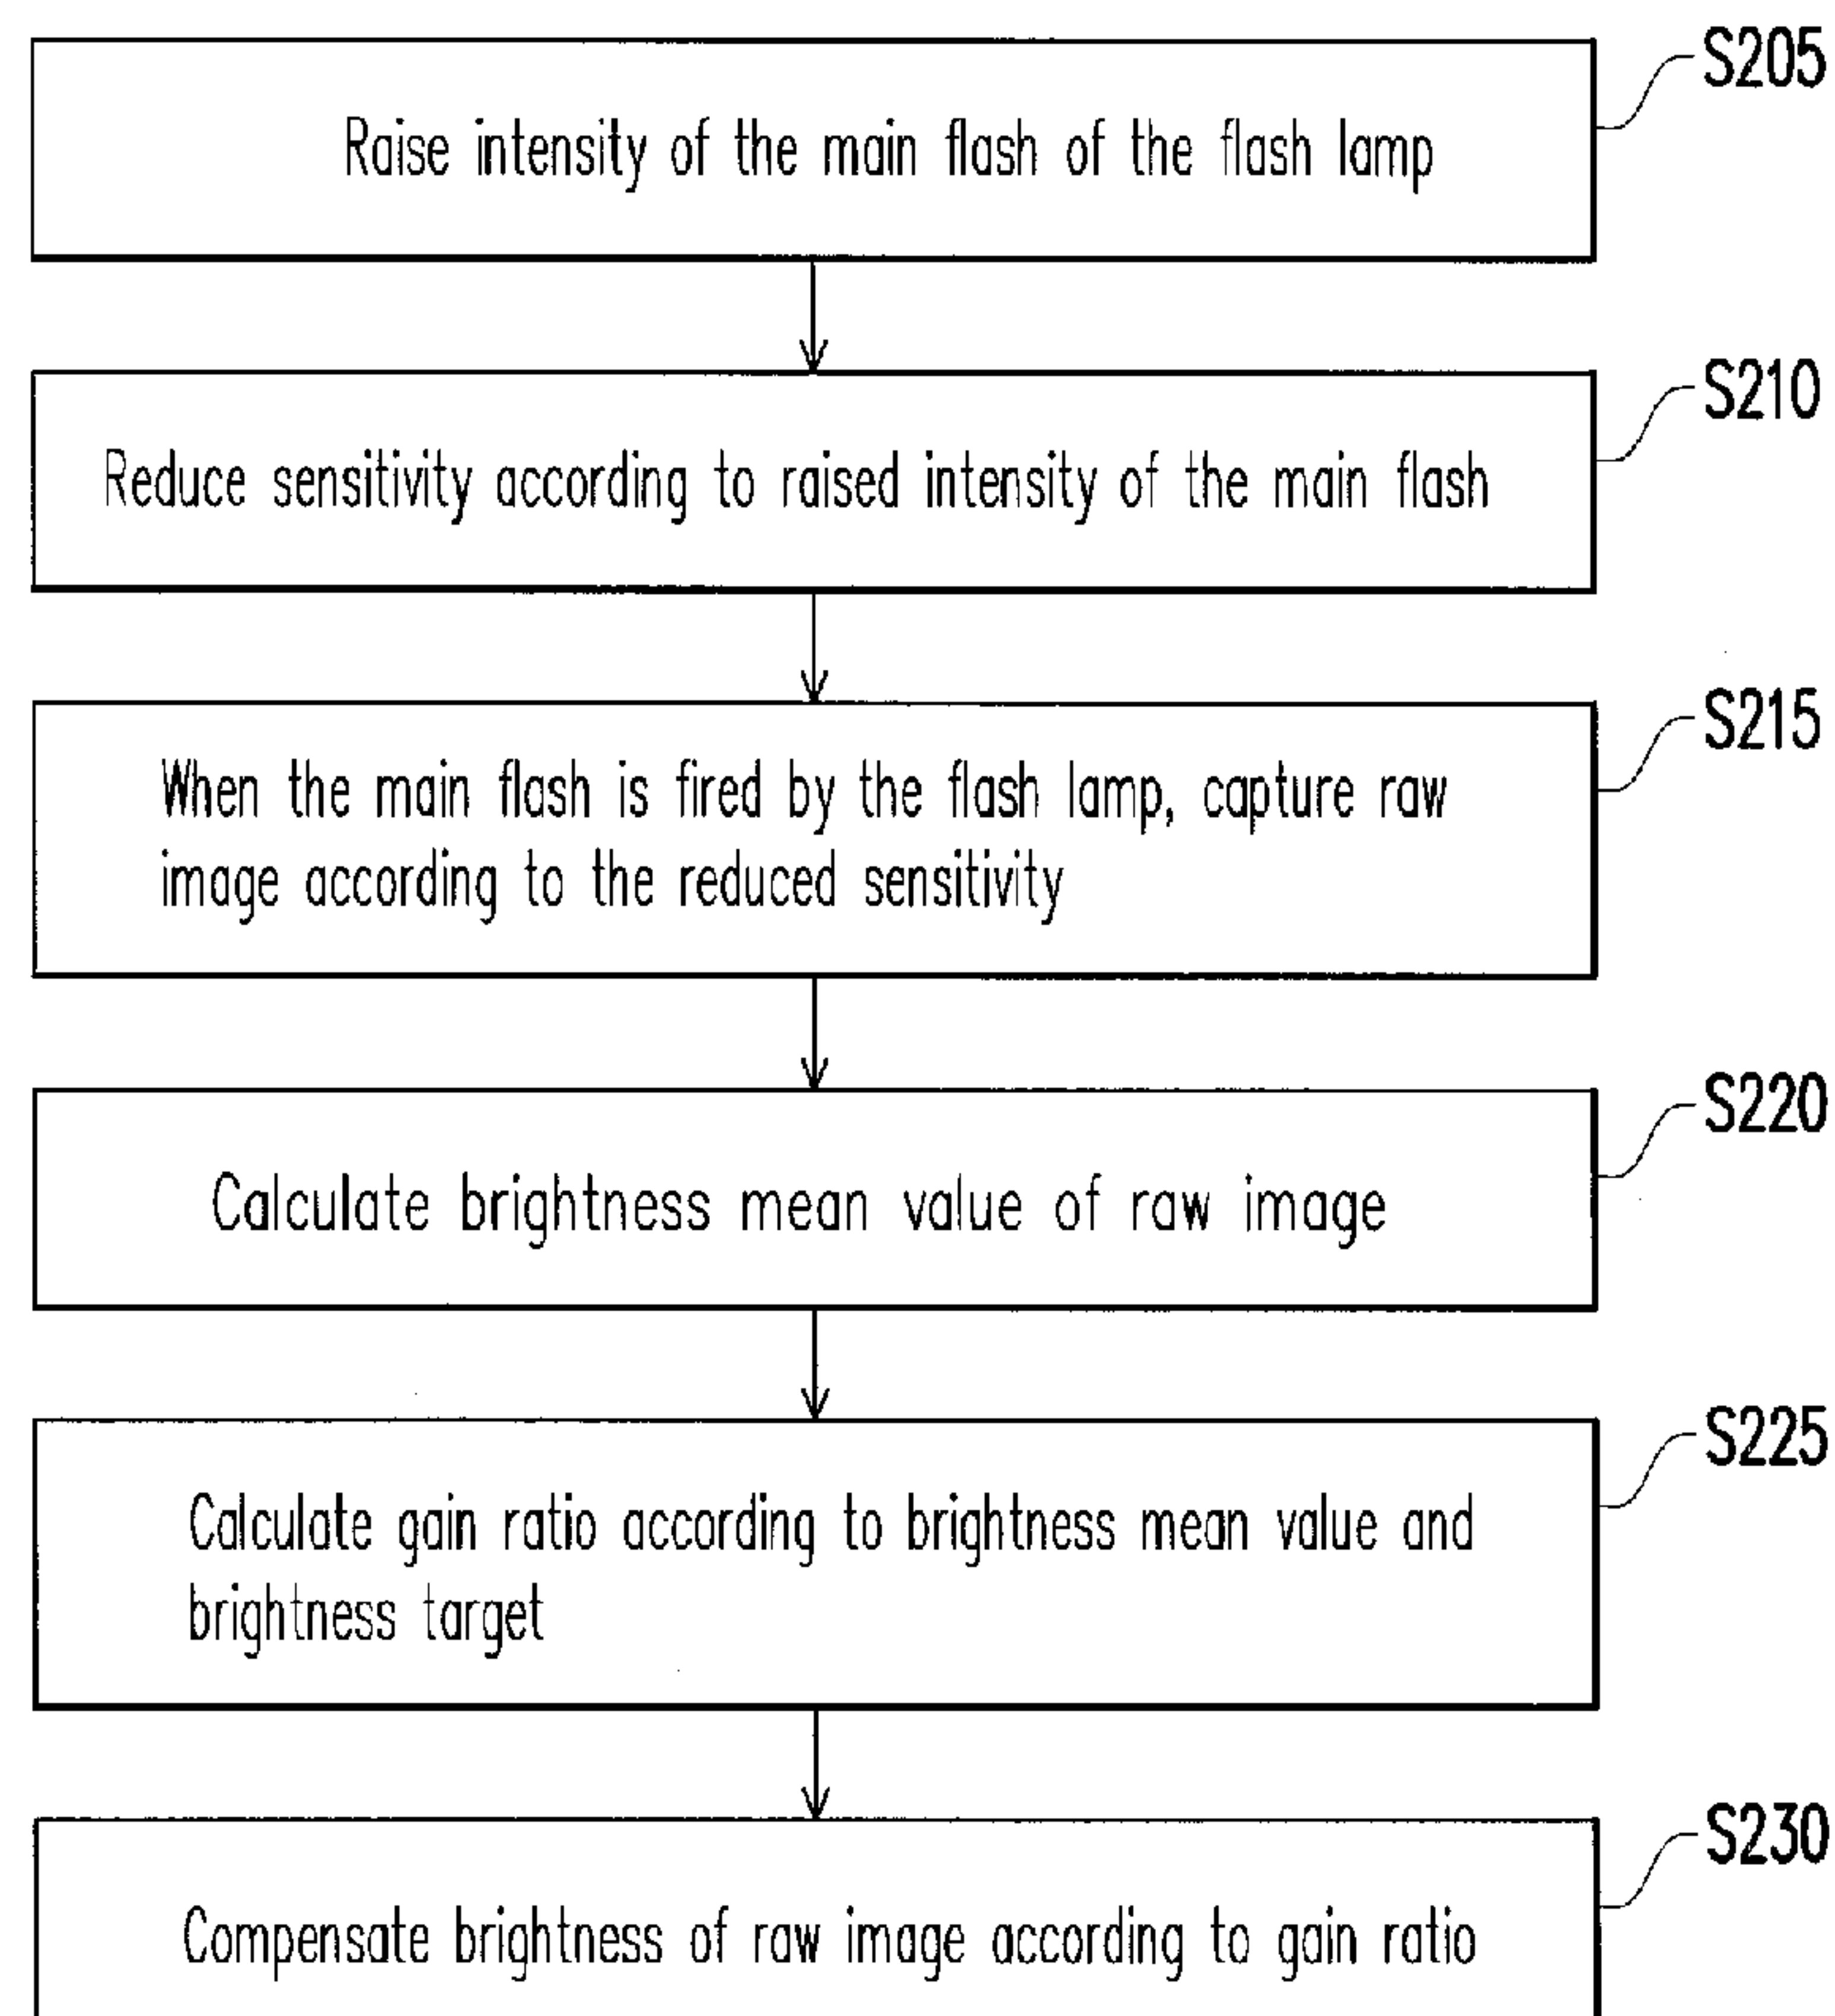 S205
Raise intensity of the main flash of the flash lamp
S210
Reduce sensitivity according to raised intensity of the main flash
S215
When the main flash is fired by the flash lamp, capture raw
image according to the reduced sensitivity
S220
Calculate brightness mean value of raw image
S225
Calculate gain ratio according to brightness mean value and
brightness target
S230
Compensate brightness of raw image according to gain ratio